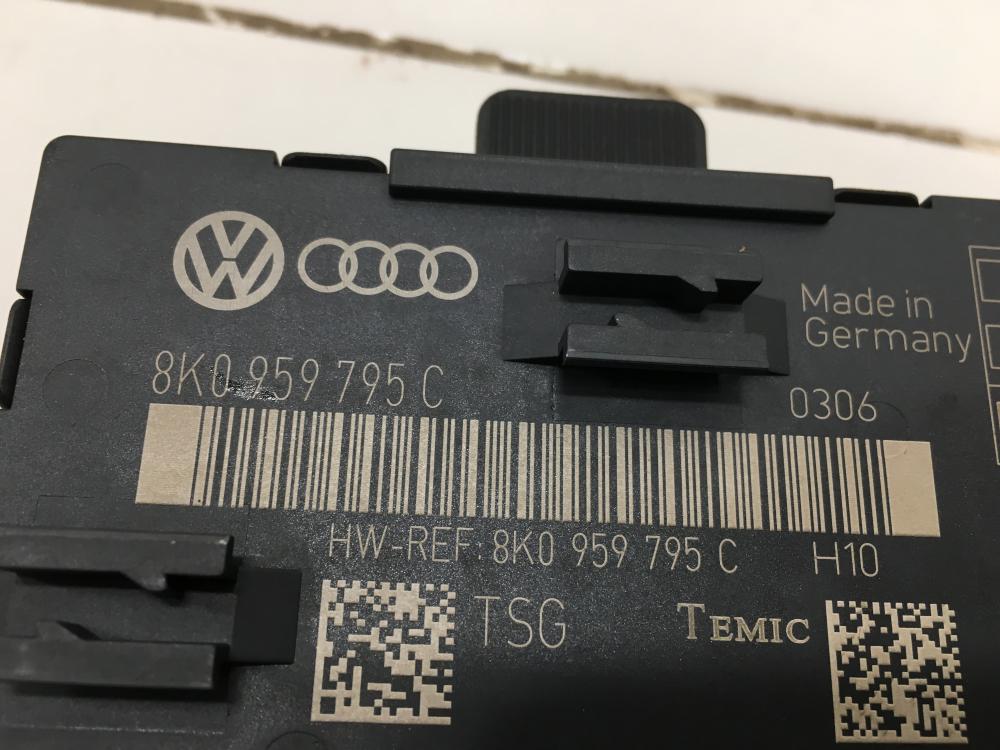 Made in
Germany
8K0 959 795 C
0306
HW-REF: 8K0 959 795 C H10
TSG TEMIC